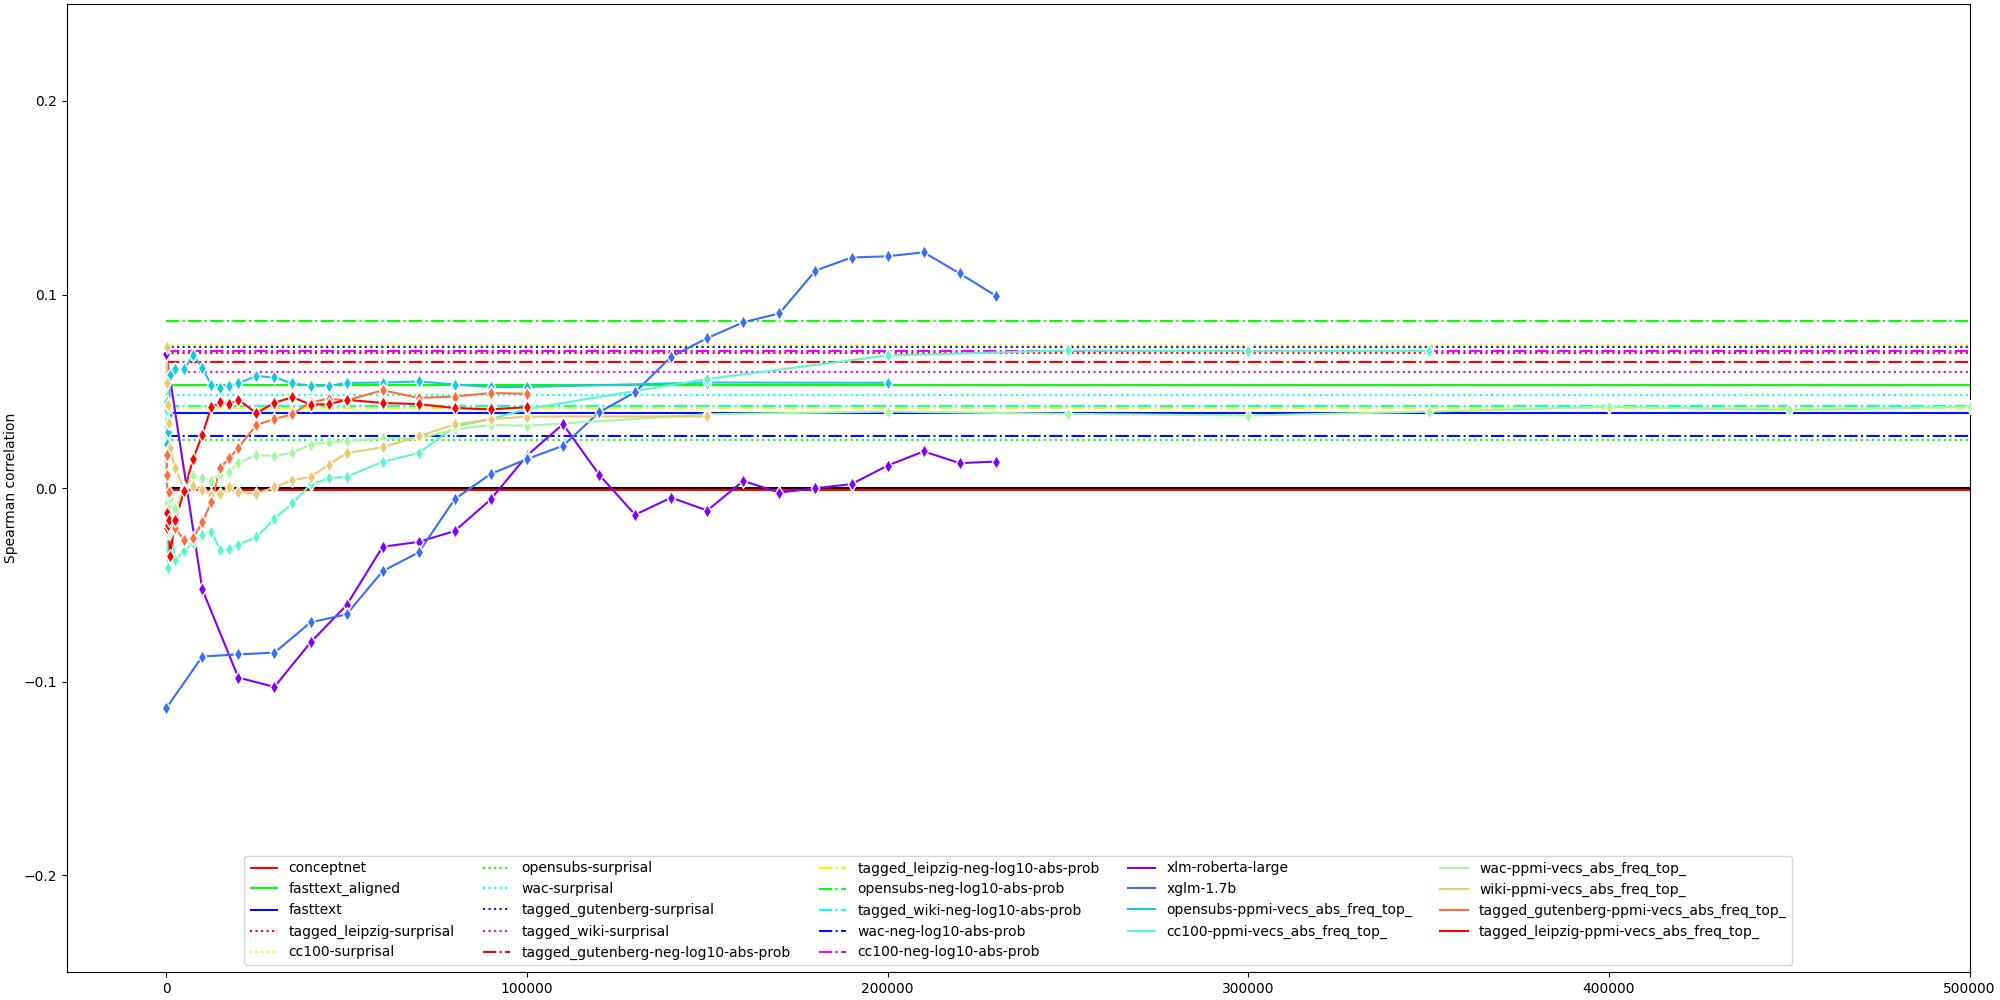 0.2
0.1
0.0
−0.1
−0.2
Spearman correlation
conceptnet
fasttext_aligned
fasttext
tagged_leipzig-surprisal
cc100-surprisal
opensubs-surprisal
wac-surprisal
tagged_gutenberg-surprisal
tagged_wiki-surprisal
tagged_gutenberg-neg-log10-abs-prob
tagged_leipzig-neg-log10-abs-prob
opensubs-neg-log10-abs-prob
tagged_wiki-neg-log10-abs-prob
wac-neg-log10-abs-prob
cc100-neg-log10-abs-prob
xlm-roberta-large
xglm-1.7b
opensubs-ppmi-vecs_abs_freq_top_
cc100-ppmi-vecs_abs_freq_top_
wac-ppmi-vecs_abs_freq_top_
wiki-ppmi-vecs_abs_freq_top_
tagged_gutenberg-ppmi-vecs_abs_freq_top_
tagged_leipzig-ppmi-vecs_abs_freq_top_
0 100000 200000 300000 400000 500000